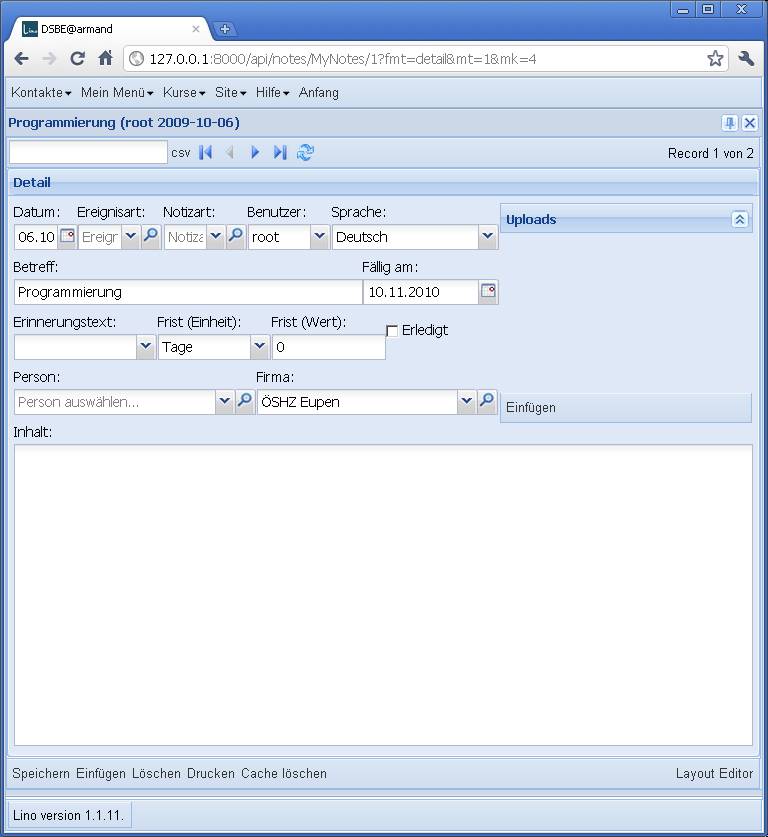 Lino DSBE@armand
127.0.0.1:8000/api/notes/MyNotes/1?fmt=detail&mt=1&mk=4
Kontakte Mein Menü Kurse Site Hilfe Anfang
Programmierung (root 2009-10-06)
csv Record 1 von 2
Detail
Datum: Ereignisart: Notizart: Benutzer: Sprache: Uploads
06.10 Ereigr Notiza root Deutsch
Betreff: Fällig am:
Programmierung 10.11.2010
Erinnerungstext: Frist (Einheit): Frist (Wert): Erledigt
Tage 0
Person: Firma:
Person auswählen... ÖSHZ Eupen Einfügen
Inhalt:
Speichern Einfügen Löschen Drucken Cache löschen Layout Editor
Lino version 1.1.11.